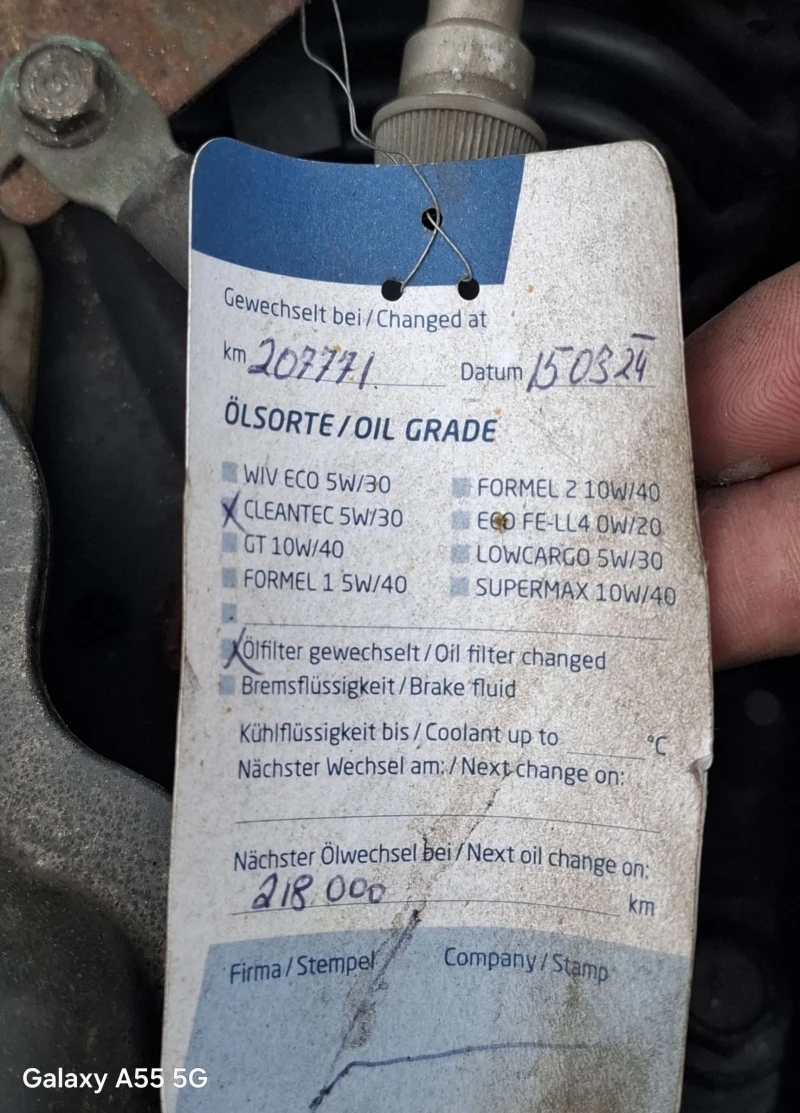 Gewechselt bei / Changed at
km 207771 Datum 15 03 24
ÖLSORTE / OIL GRADE
WIV ECO 5W/30 FORMEL 2 10W/40
X CLEANTEC 5W/30 ECO FE-LL4 0W/20
GT 10W/40 LOWCARGO 5W/30
FORMEL 1 5W/40 SUPERMAX 10W/40
X Ölfilter gewechselt / Oil filter changed
Bremsflüssigkeit / Brake fluid
Kühlflüssigkeit bis / Coolant up to °C
Nächster Wechsel am: / Next change on:
Nächster Ölwechsel bei / Next oil change on:
218 000 km
Firma / Stempel Company / Stamp
Galaxy A55 5G